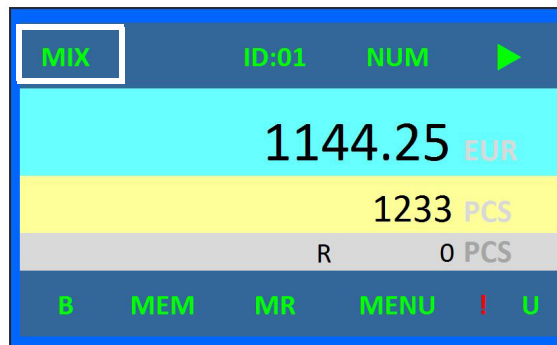 MIX ID:01 NUM
1144.25 EUR
1233 PCS
R 0 PCS
B MEM MR MENU ! U